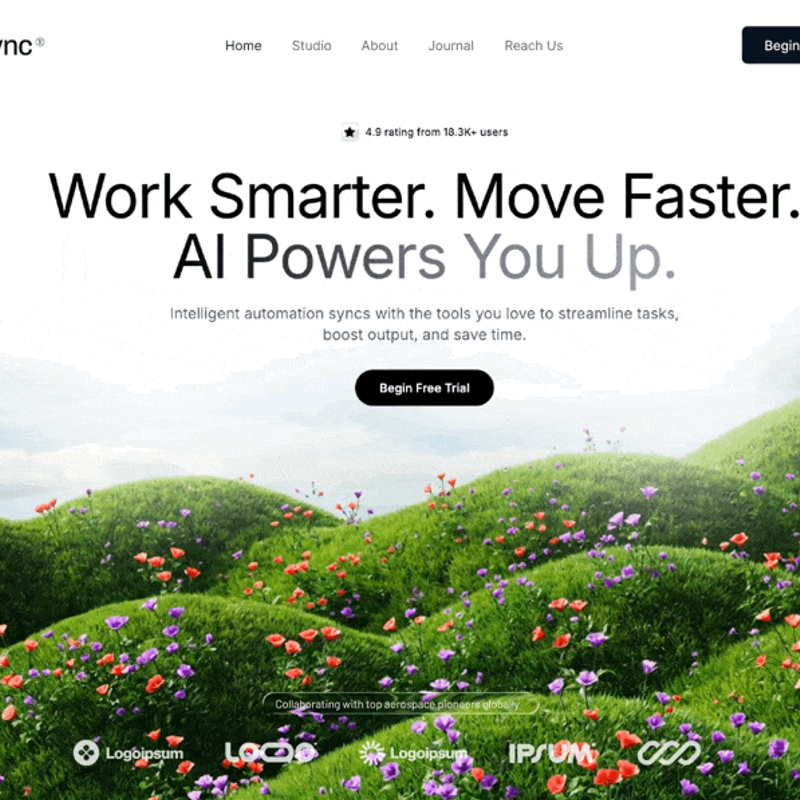 ync®
Home Studio About Journal Reach Us
Begin
4.9 rating from 18.3K+ users
Work Smarter. Move Faster.
AI Powers You Up.
Intelligent automation syncs with the tools you love to streamline tasks,
boost output, and save time.
Begin Free Trial
Collaborating with top aerospace pioneers globally
Logoipsum LOGO Logoipsum IPSUM